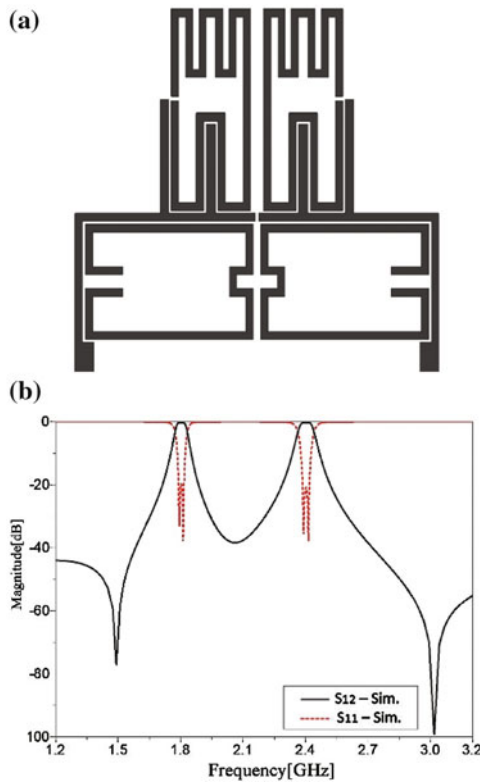 (a)
(b)
Magnitude[dB]
0
-20
-40
-60
-80
100
S12 – Sim.
S11 – Sim.
1.2 1.5 1.8 2.1 2.4 2.7 3.0 3.2
Frequency[GHz]